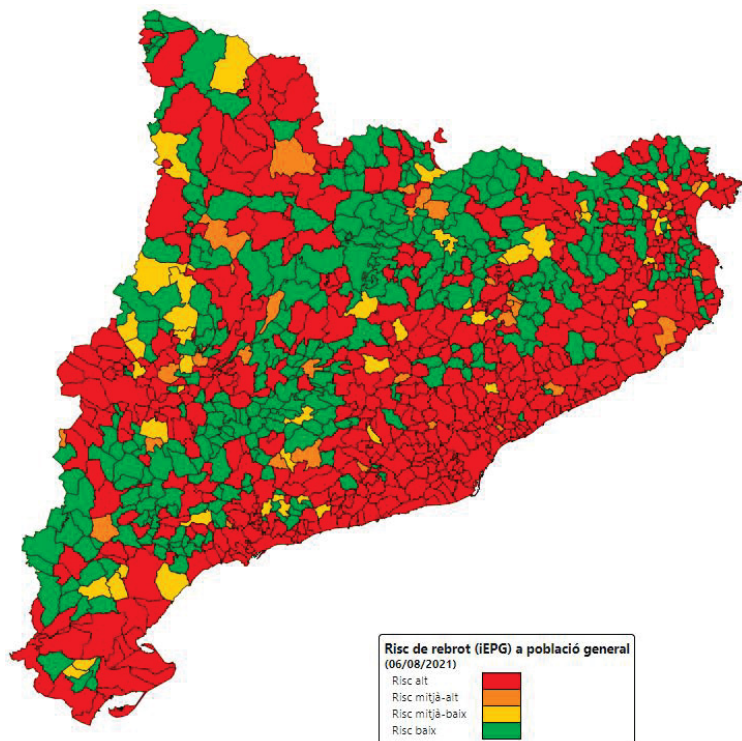 Risc de rebrot (iEPG) a població general
(06/08/2021)
Risc alt
Risc mitjà-alt
Risc mitjà-baix
Risc baix